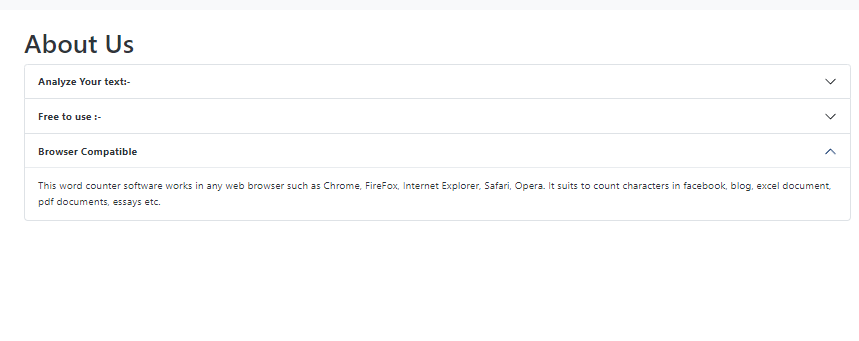 About Us
Analyze Your text:-
Free to use :-
Browser Compatible
This word counter software works in any web browser such as Chrome, FireFox, Internet Explorer, Safari, Opera. It suits to count characters in facebook, blog, excel document,
pdf documents, essays etc.